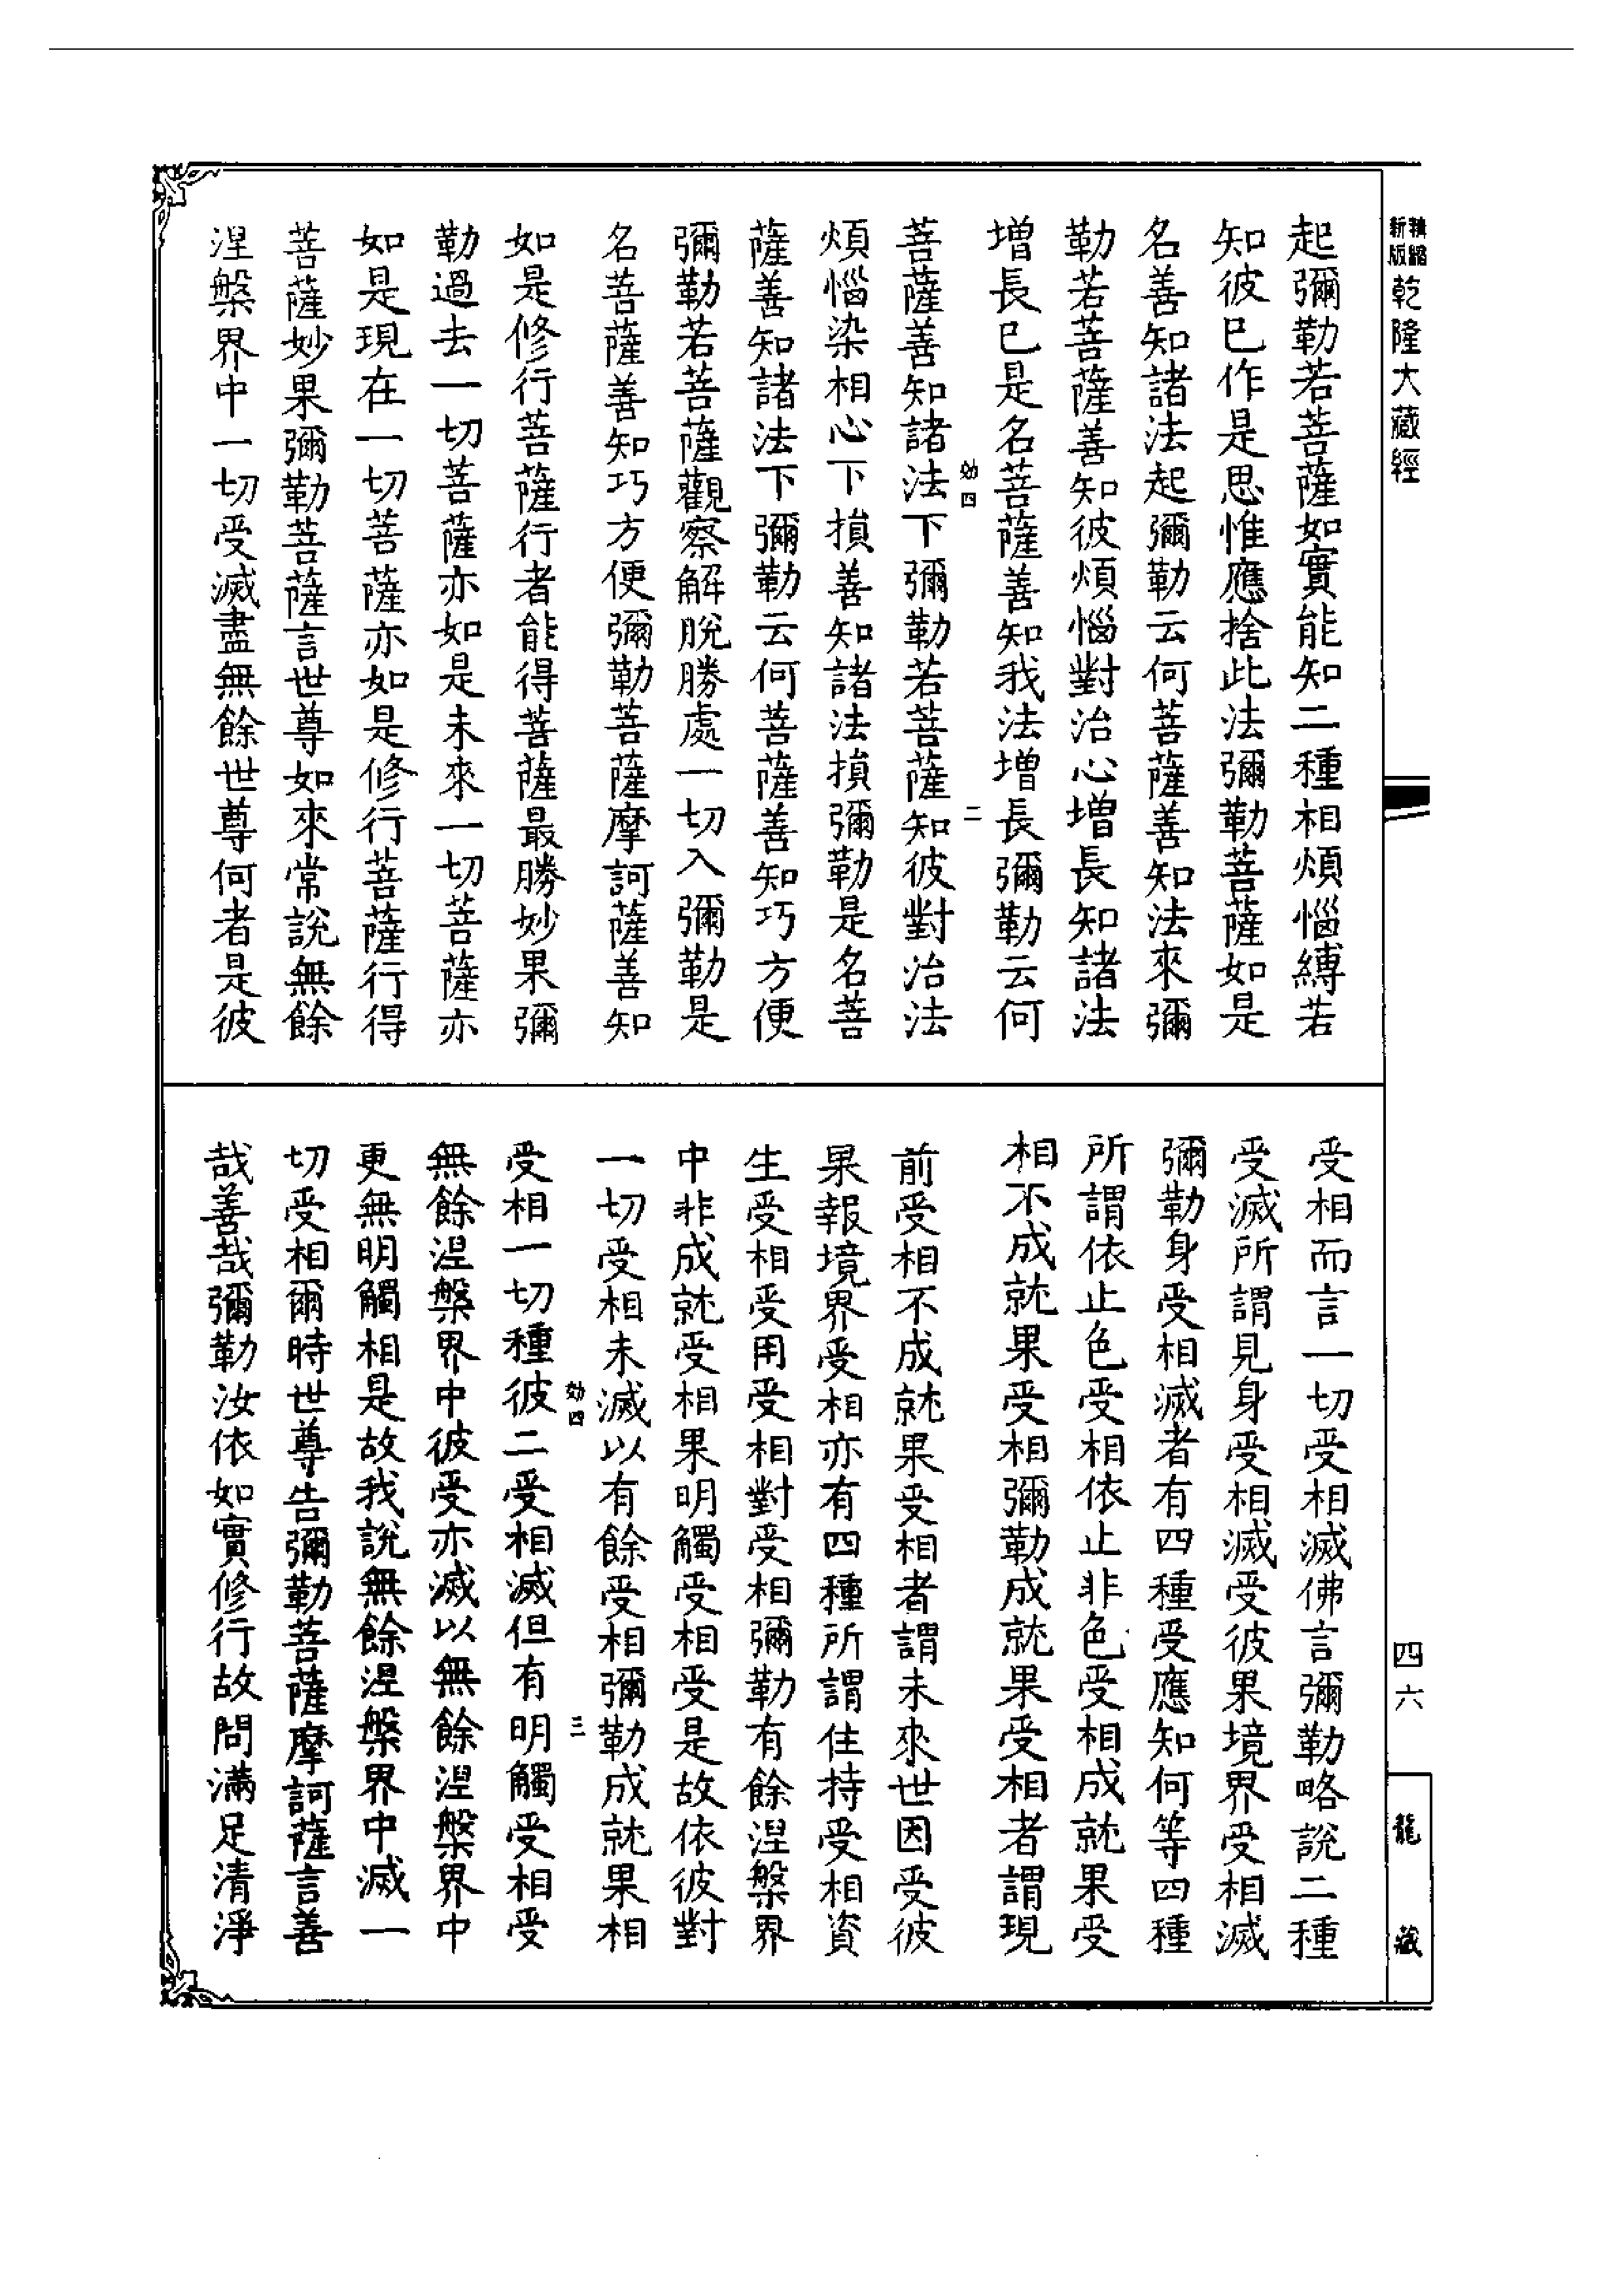 精縮
新版
乾隆大藏經
起彌勒若菩薩如實能知二種相煩惱縛若
知彼已作是思惟應捨此法彌勒菩薩如是
名善知諸法起彌勒云何菩薩善知法來彌
勒若菩薩善知彼煩惱對治心增長知諸法
增長已是名菩薩善知我法增長彌勒云何
効四
二
菩薩善知諸法下彌勒若菩薩知彼對治法
煩惱染相心下損善知諸法損彌勒是名菩
薩善知諸法下彌勒云何菩薩善知巧方便
彌勒若菩薩觀察解脫勝處一切入彌勒是
名菩薩善知巧方便彌勒菩薩摩訶薩善知
如是修行菩薩行者能得菩薩最勝妙果彌
勒過去一切菩薩亦如是未來一切菩薩亦
如是現在一切菩薩亦如是修行菩薩行得
菩薩妙果彌勒菩薩言世尊如來常說無餘
涅槃界中一切受滅盡無餘世尊何者是彼
受相而言一切受相滅佛言彌勒略說二種
受滅所謂見身受相滅受彼果境界受相滅
彌勒身受相滅者有四種受應知何等四種
所謂依止色受相依止非色受相成就果受
相不成就果受相彌勒成就果受相者謂現
前受相不成就果受相者謂未來世因受彼
果報境界受相亦有四種所謂住持受相資
生受相受用受相對受相彌勒有餘涅槃界
中非成就受相果明觸受相受是故依彼對
一切受相未滅以有餘受相彌勒成就果相
効四
三
受相一切種彼二受相滅但有明觸受相受
無餘涅槃界中彼受亦滅以無餘涅槃界中
更無明觸相是故我說無餘涅槃界中滅一
切受相爾時世尊告彌勒菩薩摩訶薩言善
哉善哉彌勒汝依如實修行故問滿足清淨
四六
龍藏